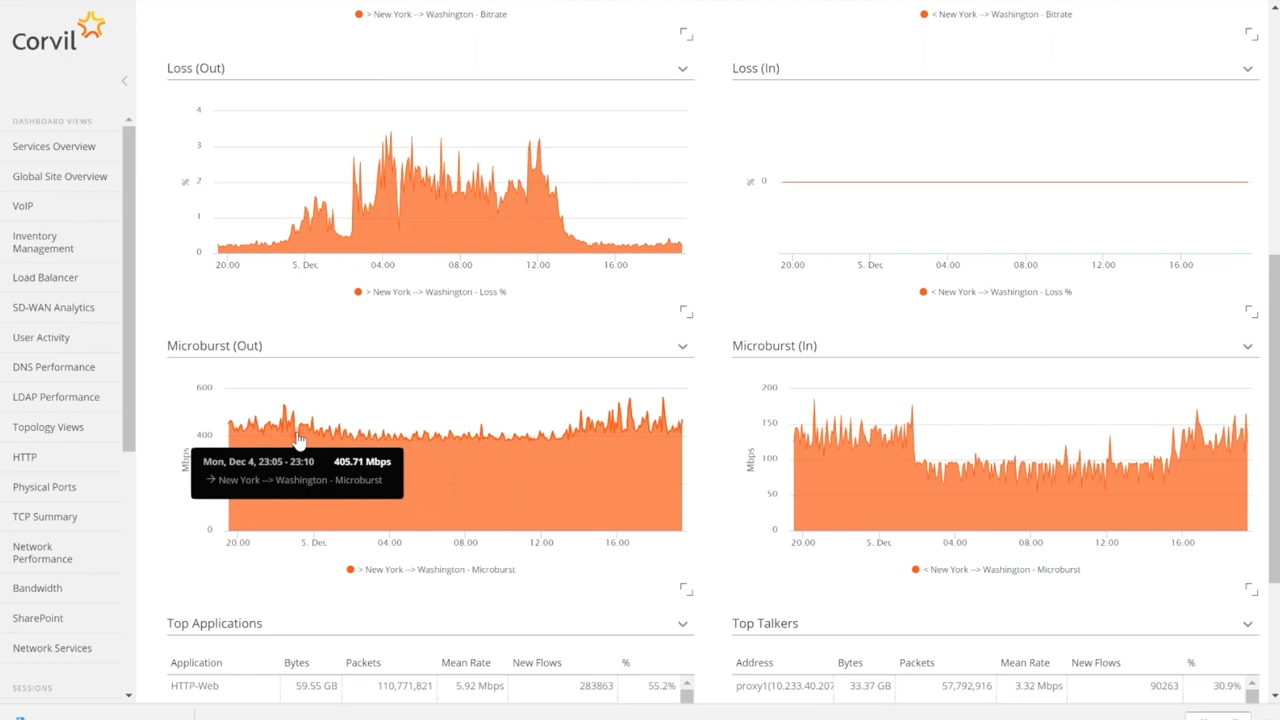 Corvil
DASHBOARD VIEWS
Services Overview
Global Site Overview
VoIP
Inventory
Management
Load Balancer
SD-WAN Analytics
User Activity
DNS Performance
LDAP Performance
Topology Views
HTTP
Physical Ports
TCP Summary
Network
Performance
Bandwidth
SharePoint
Network Services
SESSIONS
> New York --> Washington - Bitrate
< New York --> Washington - Bitrate
Loss (Out)
%
4
3
2
1
0
20.00 5. Dec 04.00 08.00 12.00 16.00
> New York --> Washington - Loss %
Loss (In)
% 0
20.00 5. Dec 04.00 08.00 12.00 16.00
< New York --> Washington - Loss %
Microburst (Out)
Mbps
600
400
0
Mon, Dec 4, 23:05 - 23:10 405.71 Mbps
→ New York --> Washington - Microburst
20.00 5. Dec 04.00 08.00 12.00 16.00
> New York --> Washington - Microburst
Microburst (In)
Mbps
200
150
100
50
0
20.00 5. Dec 04.00 08.00 12.00 16.00
< New York --> Washington - Microburst
Top Applications
Application Bytes Packets Mean Rate New Flows %
HTTP-Web 59.55 GB 110,771,821 5.92 Mbps 283863 55.2%
Top Talkers
Address Bytes Packets Mean Rate New Flows %
proxy1(10.233.40.207 33.37 GB 57,792,916 3.32 Mbps 90263 30.9%